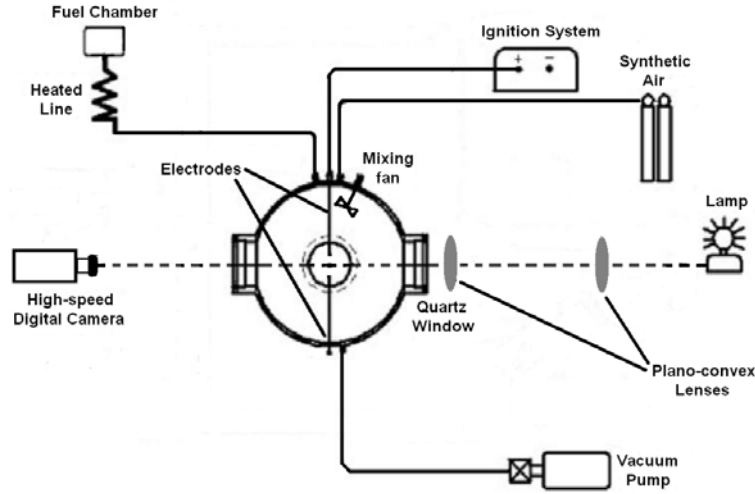 Fuel Chamber
Ignition System
+ −
Synthetic
Air
Heated
Line
Electrodes
Mixing
fan
Lamp
High-speed
Digital Camera
Quartz
Window
Plano-convex
Lenses
Vacuum
Pump